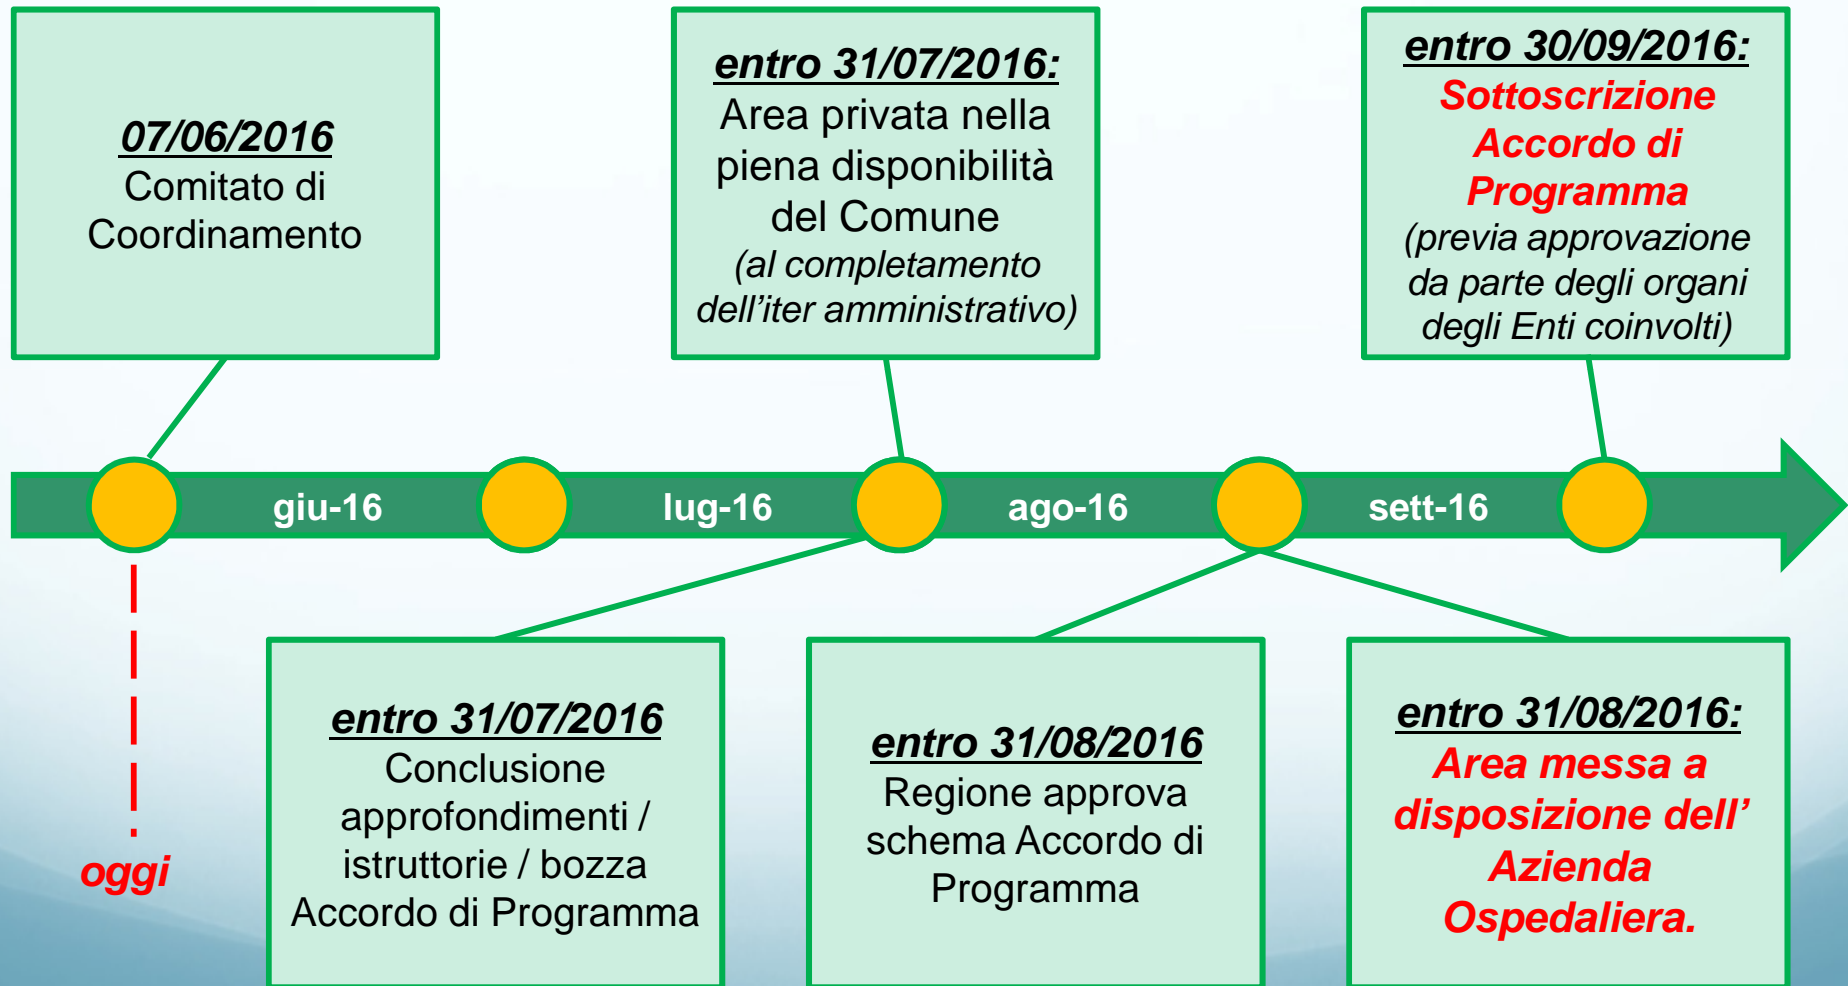 07/06/2016
Comitato di
Coordinamento
entro 31/07/2016:
Area privata nella
piena disponibilità
del Comune
(al completamento
dell’iter amministrativo)
entro 30/09/2016:
Sottoscrizione
Accordo di
Programma
(previa approvazione
da parte degli organi
degli Enti coinvolti)
giu-16
lug-16
ago-16
sett-16
oggi
entro 31/07/2016
Conclusione
approfondimenti /
istruttorie / bozza
Accordo di Programma
entro 31/08/2016
Regione approva
schema Accordo di
Programma
entro 31/08/2016:
Area messa a
disposizione dell’
Azienda
Ospedaliera.